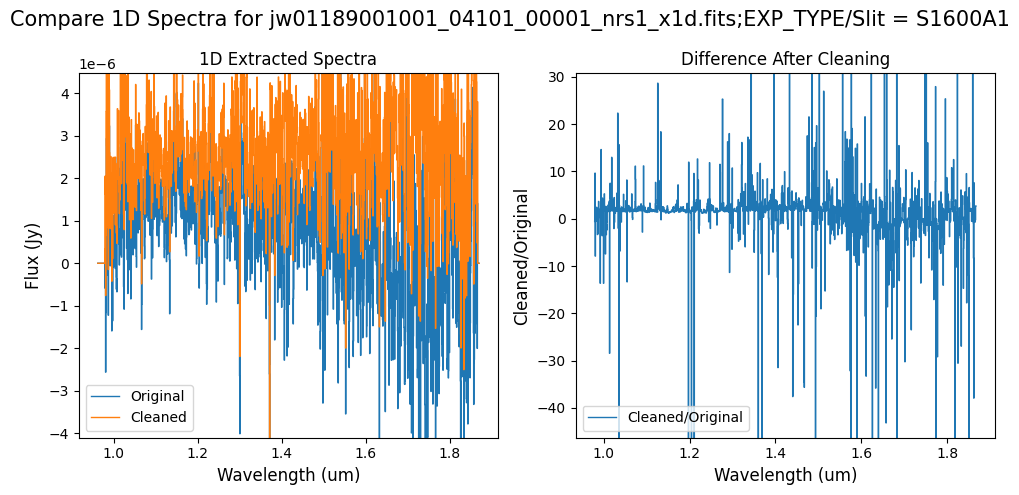 Compare 1D Spectra for jw01189001001_04101_00001_nrs1_x1d.fits;EXP_TYPE/Slit = S1600A1
1D Extracted Spectra
1e−6
Flux (Jy)
4
3
2
1
0
−1
−2
−3
−4
Original
Cleaned
1.0 1.2 1.4 1.6 1.8
Wavelength (um)
Difference After Cleaning
Cleaned/Original
30
20
10
0
−10
−20
−30
−40
Cleaned/Original
1.0 1.2 1.4 1.6 1.8
Wavelength (um)